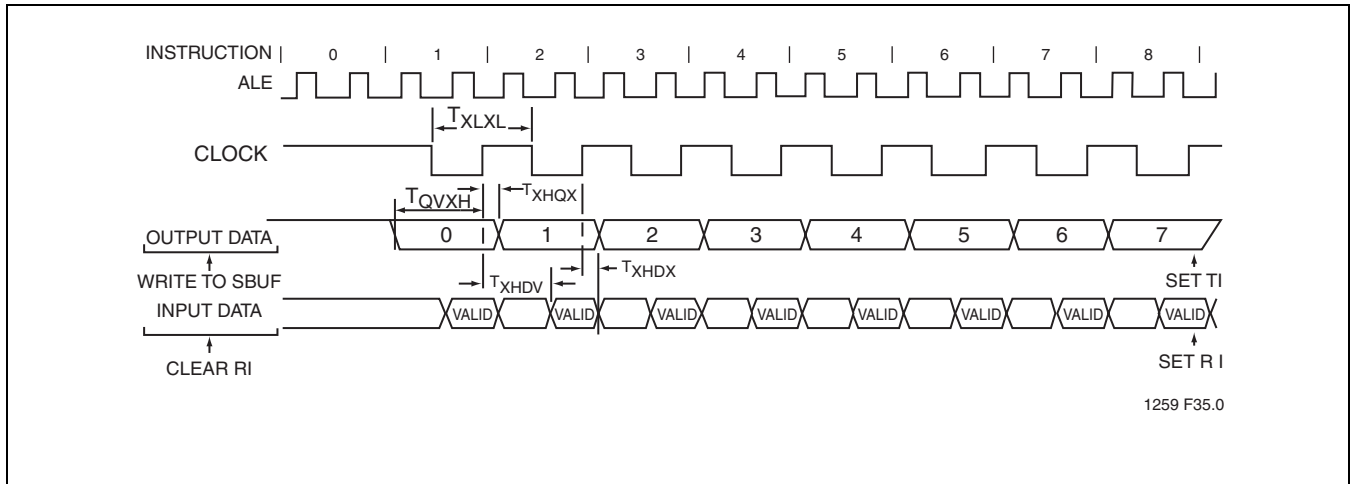 INSTRUCTION | 0 | 1 | 2 | 3 | 4 | 5 | 6 | 7 | 8 |
ALE
TXLXL
CLOCK
TQVXH TXHQX
OUTPUT DATA 0 1 2 3 4 5 6 7
WRITE TO SBUF TXHDV TXHDX SET TI
INPUT DATA VALID VALID VALID VALID VALID VALID VALID VALID
CLEAR RI SET R I
1259 F35.0